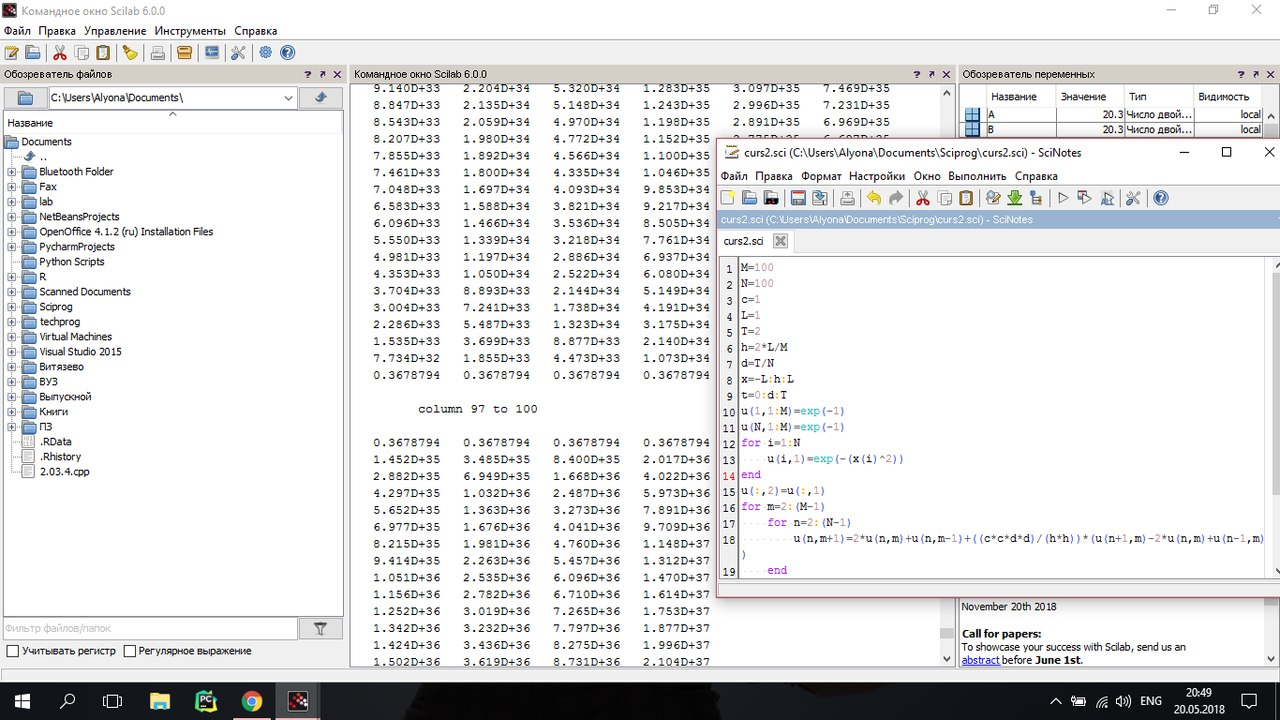 Командное окно Scilab 6.0.0
Файл Правка Управление Инструменты Справка
Обозреватель файлов
C:\Users\Alyona\Documents\
Название
Documents
..
Bluetooth Folder
Fax
lab
NetBeansProjects
OpenOffice 4.1.2 (ru) Installation Files
PycharmProjects
Python Scripts
R
Scanned Documents
Sciprog
techprog
Virtual Machines
Visual Studio 2015
Витязево
ВУЗ
Выпускной
Книги
ПЗ
.RData
.Rhistory
2.03.4.cpp
Фильтр файлов/папок
Учитывать регистр Регулярное выражение
Командное окно Scilab 6.0.0
9.140D+33 2.204D+34 5.320D+34 1.283D+35 3.097D+35 7.469D+35
8.847D+33 2.135D+34 5.148D+34 1.243D+35 2.996D+35 7.231D+35
8.543D+33 2.059D+34 4.970D+34 1.198D+35 2.891D+35 6.969D+35
8.207D+33 1.980D+34 4.772D+34 1.152D+35
7.855D+33 1.892D+34 4.566D+34 1.100D+35
7.461D+33 1.800D+34 4.335D+34 1.046D+35
7.048D+33 1.697D+34 4.093D+34 9.853D+34
6.583D+33 1.588D+34 3.821D+34 9.217D+34
6.096D+33 1.466D+34 3.536D+34 8.505D+34
5.550D+33 1.339D+34 3.218D+34 7.761D+34
4.981D+33 1.197D+34 2.886D+34 6.937D+34
4.353D+33 1.050D+34 2.522D+34 6.080D+34
3.704D+33 8.893D+33 2.144D+34 5.149D+34
3.004D+33 7.241D+33 1.738D+34 4.191D+34
2.286D+33 5.487D+33 1.323D+34 3.175D+34
1.535D+33 3.699D+33 8.877D+33 2.140D+34
7.734D+32 1.855D+33 4.473D+33 1.073D+34
0.3678794 0.3678794 0.3678794 0.3678794
column 97 to 100
0.3678794 0.3678794 0.3678794 0.3678794
1.452D+35 3.485D+35 8.400D+35 2.017D+36
2.882D+35 6.949D+35 1.668D+36 4.022D+36
4.297D+35 1.032D+36 2.487D+36 5.973D+36
5.652D+35 1.363D+36 3.273D+36 7.891D+36
6.977D+35 1.676D+36 4.041D+36 9.709D+36
8.215D+35 1.981D+36 4.760D+36 1.148D+37
9.414D+35 2.263D+36 5.457D+36 1.312D+37
1.051D+36 2.535D+36 6.096D+36 1.470D+37
1.156D+36 2.782D+36 6.710D+36 1.614D+37
1.252D+36 3.019D+36 7.265D+36 1.753D+37
1.342D+36 3.232D+36 7.797D+36 1.877D+37
1.424D+36 3.436D+36 8.275D+36 1.996D+37
1.502D+36 3.619D+36 8.731D+36 2.104D+37
Обозреватель переменных
Название Значение Тип Видимость
A 20.3 Число двой... local
B 20.3 Число двой... local
curs2.sci (C:\Users\Alyona\Documents\Sciprog\curs2.sci) - SciNotes
Файл Правка Формат Настройки Окно Выполнить Справка
curs2.sci (C:\Users\Alyona\Documents\Sciprog\curs2.sci) - SciNotes
curs2.sci
1 M=100
2 N=100
3 c=1
4 L=1
5 T=2
6 h=2*L/M
7 d=T/N
8 x=-L:h:L
9 t=0:d:T
10 u(1,1:M)=exp(-1)
11 u(N,1:M)=exp(-1)
12 for i=1:N
13 u(i,1)=exp(-(x(i)^2))
14 end
15 u(:,2)=u(:,1)
16 for m=2:(M-1)
17 for n=2:(N-1)
18 u(n,m+1)=2*u(n,m)+u(n,m-1)+((c*c*d*d)/(h*h))*(u(n+1,m)-2*u(n,m)+u(n-1,m)
)
19 end
November 20th 2018
Call for papers:
To showcase your success with Scilab, send us an
abstract before June 1st.
ENG
20:49
20.05.2018